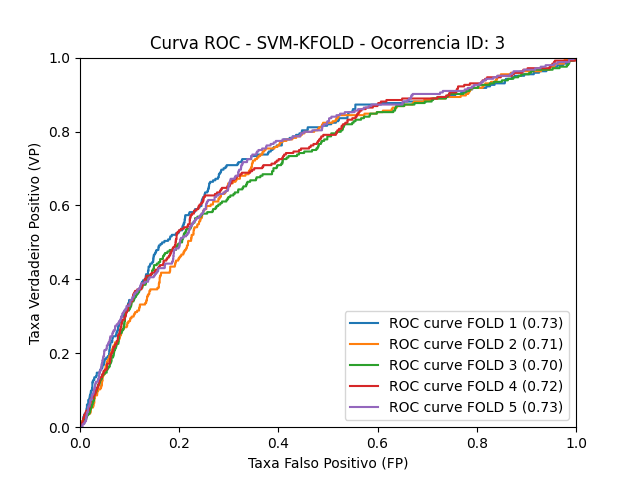 Curva ROC - SVM-KFOLD - Ocorrencia ID: 3
Taxa Verdadeiro Positivo (VP)
1.0
0.8
0.6
0.4
0.2
0.0
ROC curve FOLD 1 (0.73)
ROC curve FOLD 2 (0.71)
ROC curve FOLD 3 (0.70)
ROC curve FOLD 4 (0.72)
ROC curve FOLD 5 (0.73)
0.0 0.2 0.4 0.6 0.8 1.0
Taxa Falso Positivo (FP)